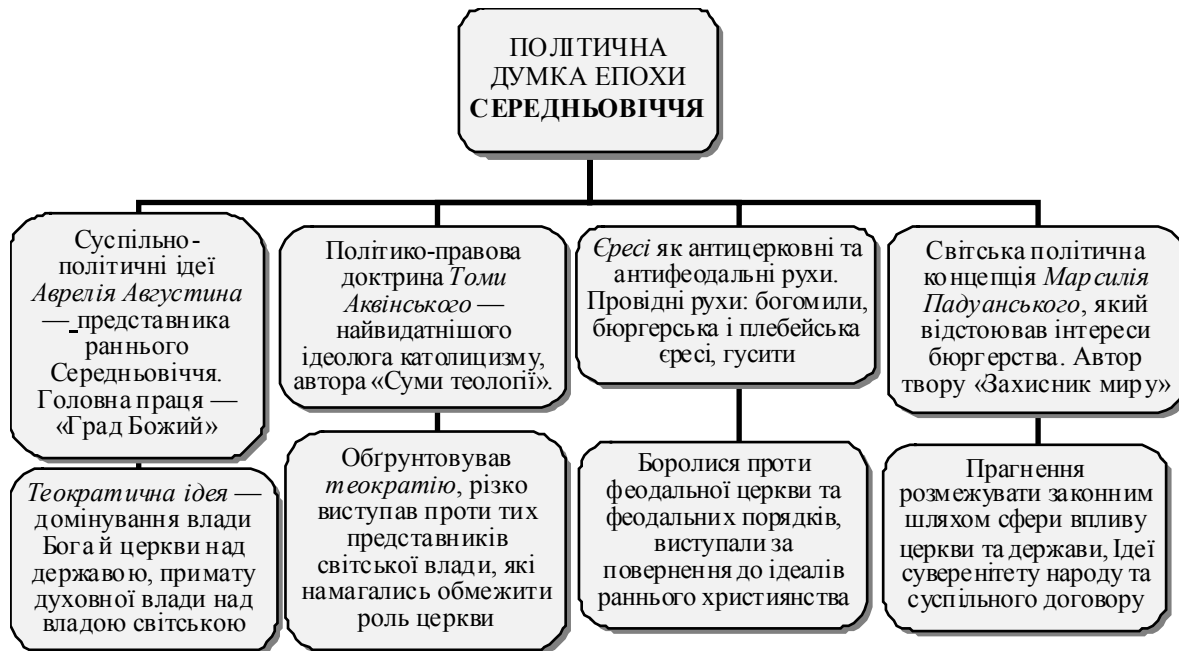 ПОЛІТИЧНА
ДУМКА ЕПОХИ
СЕРЕДНЬОВІЧЧЯ
Суспільно-
політичні ідеї
Аврелія Августина
— представника
раннього
Середньовіччя.
Головна праця —
«Град Божий»
Теократична ідея —
домінування влади
Бога й церкви над
державою, примату
духовної влади над
владою світською
Політико-правова
доктрина Томи
Аквінського —
найвидатнішого
ідеолога католицизму,
автора «Суми теології».
Обґрунтовував
теократію, різко
виступав проти тих
представників
світської влади, які
намагались обмежити
роль церкви
Єресі як антицерковні та
антифеодальні рухи.
Провідні рухи: богомили,
бюргерська і плебейська
єресі, гусити
Боролися проти
феодальної церкви та
феодальних порядків,
виступали за
повернення до ідеалів
раннього християнства
Світська політична
концепція Марсилія
Падуанського, який
відстоював інтереси
бюргерства. Автор
твору «Захисник миру»
Прагнення
розмежувати законним
шляхом сфери впливу
церкви та держави, Ідеї
суверенітету народу та
суспільного договору